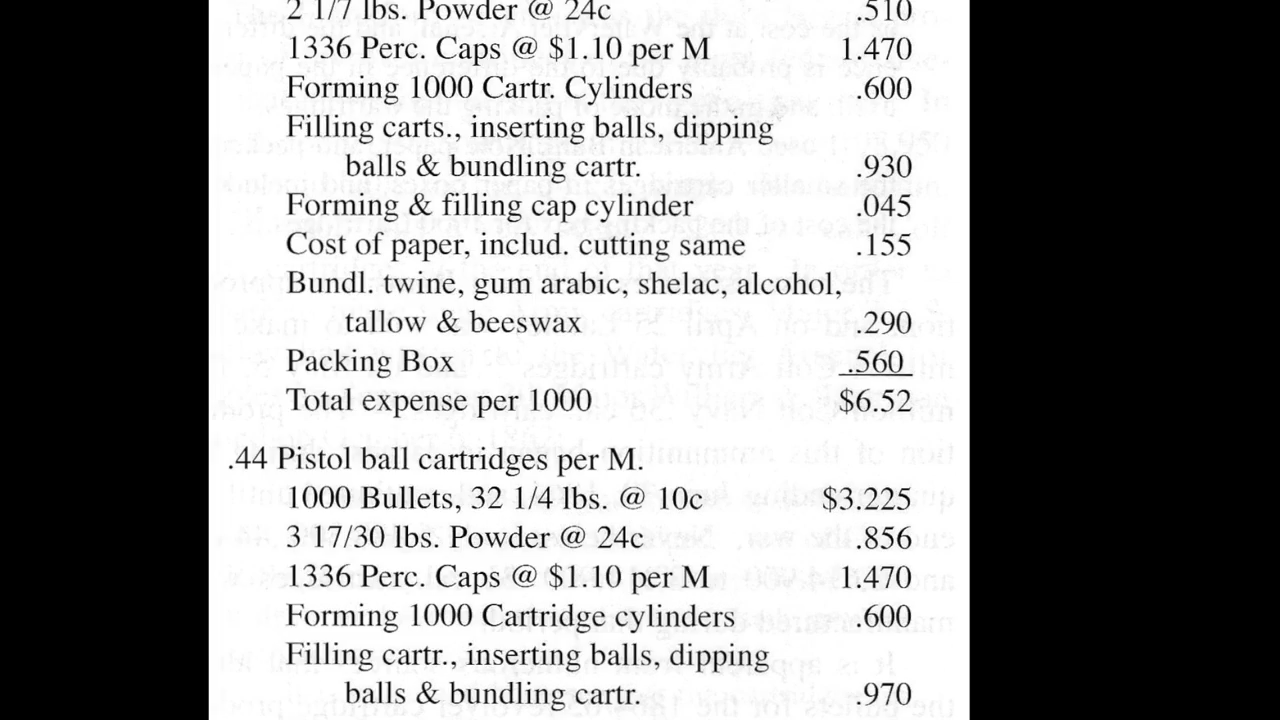 2 1/7 lbs. Powder @ 24c .510
1336 Perc. Caps @ $1.10 per M 1.470
Forming 1000 Cartr. Cylinders .600
Filling carts., inserting balls, dipping
balls & bundling cartr. .930
Forming & filling cap cylinder .045
Cost of paper, includ. cutting same .155
Bundl. twine, gum arabic, shelac, alcohol,
tallow & beeswax .290
Packing Box .560
Total expense per 1000 $6.52
.44 Pistol ball cartridges per M.
1000 Bullets, 32 1/4 lbs. @ 10c $3.225
3 17/30 lbs. Powder @ 24c .856
1336 Perc. Caps @ $1.10 per M 1.470
Forming 1000 Cartridge cylinders .600
Filling cartr., inserting balls, dipping
balls & bundling cartr. .970